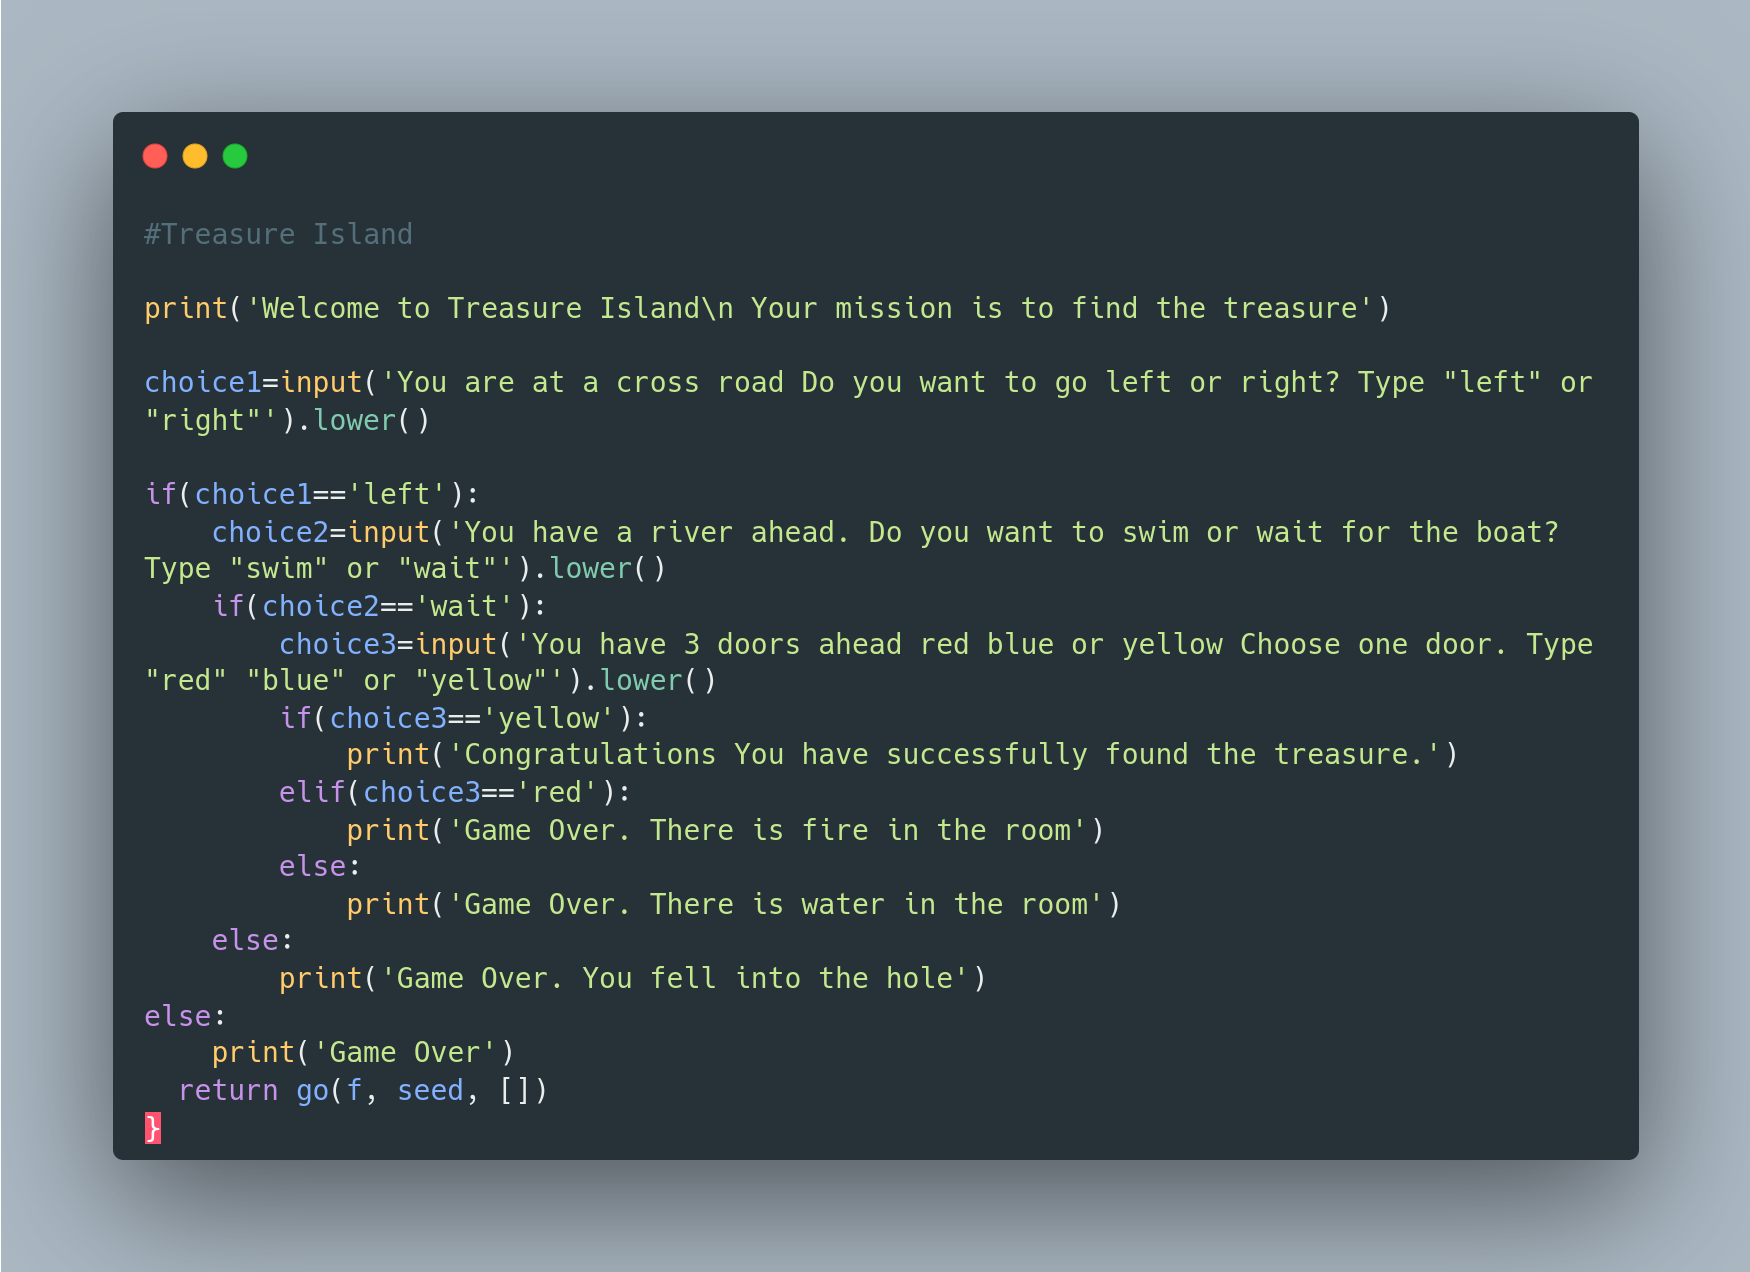 #Treasure Island

print('Welcome to Treasure Island\n Your mission is to find the treasure')

choice1=input('You are at a cross road Do you want to go left or right? Type "left" or
"right"').lower()

if(choice1=='left'):
    choice2=input('You have a river ahead. Do you want to swim or wait for the boat?
Type "swim" or "wait"').lower()
    if(choice2=='wait'):
        choice3=input('You have 3 doors ahead red blue or yellow Choose one door. Type
"red" "blue" or "yellow"').lower()
        if(choice3=='yellow'):
            print('Congratulations You have successfully found the treasure.')
        elif(choice3=='red'):
            print('Game Over. There is fire in the room')
        else:
            print('Game Over. There is water in the room')
    else:
        print('Game Over. You fell into the hole')
else:
    print('Game Over')
  return go(f, seed, [])
}